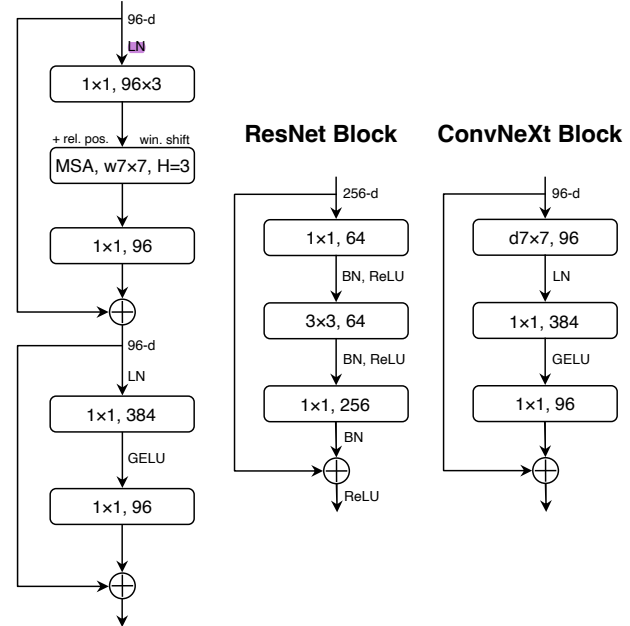 96-d
LN
1×1, 96×3
+ rel. pos. win. shift
MSA, w7×7, H=3
1×1, 96
96-d
LN
1×1, 384
GELU
1×1, 96
ResNet Block
256-d
1×1, 64
BN, ReLU
3×3, 64
BN, ReLU
1×1, 256
BN
ReLU
ConvNeXt Block
96-d
d7×7, 96
LN
1×1, 384
GELU
1×1, 96